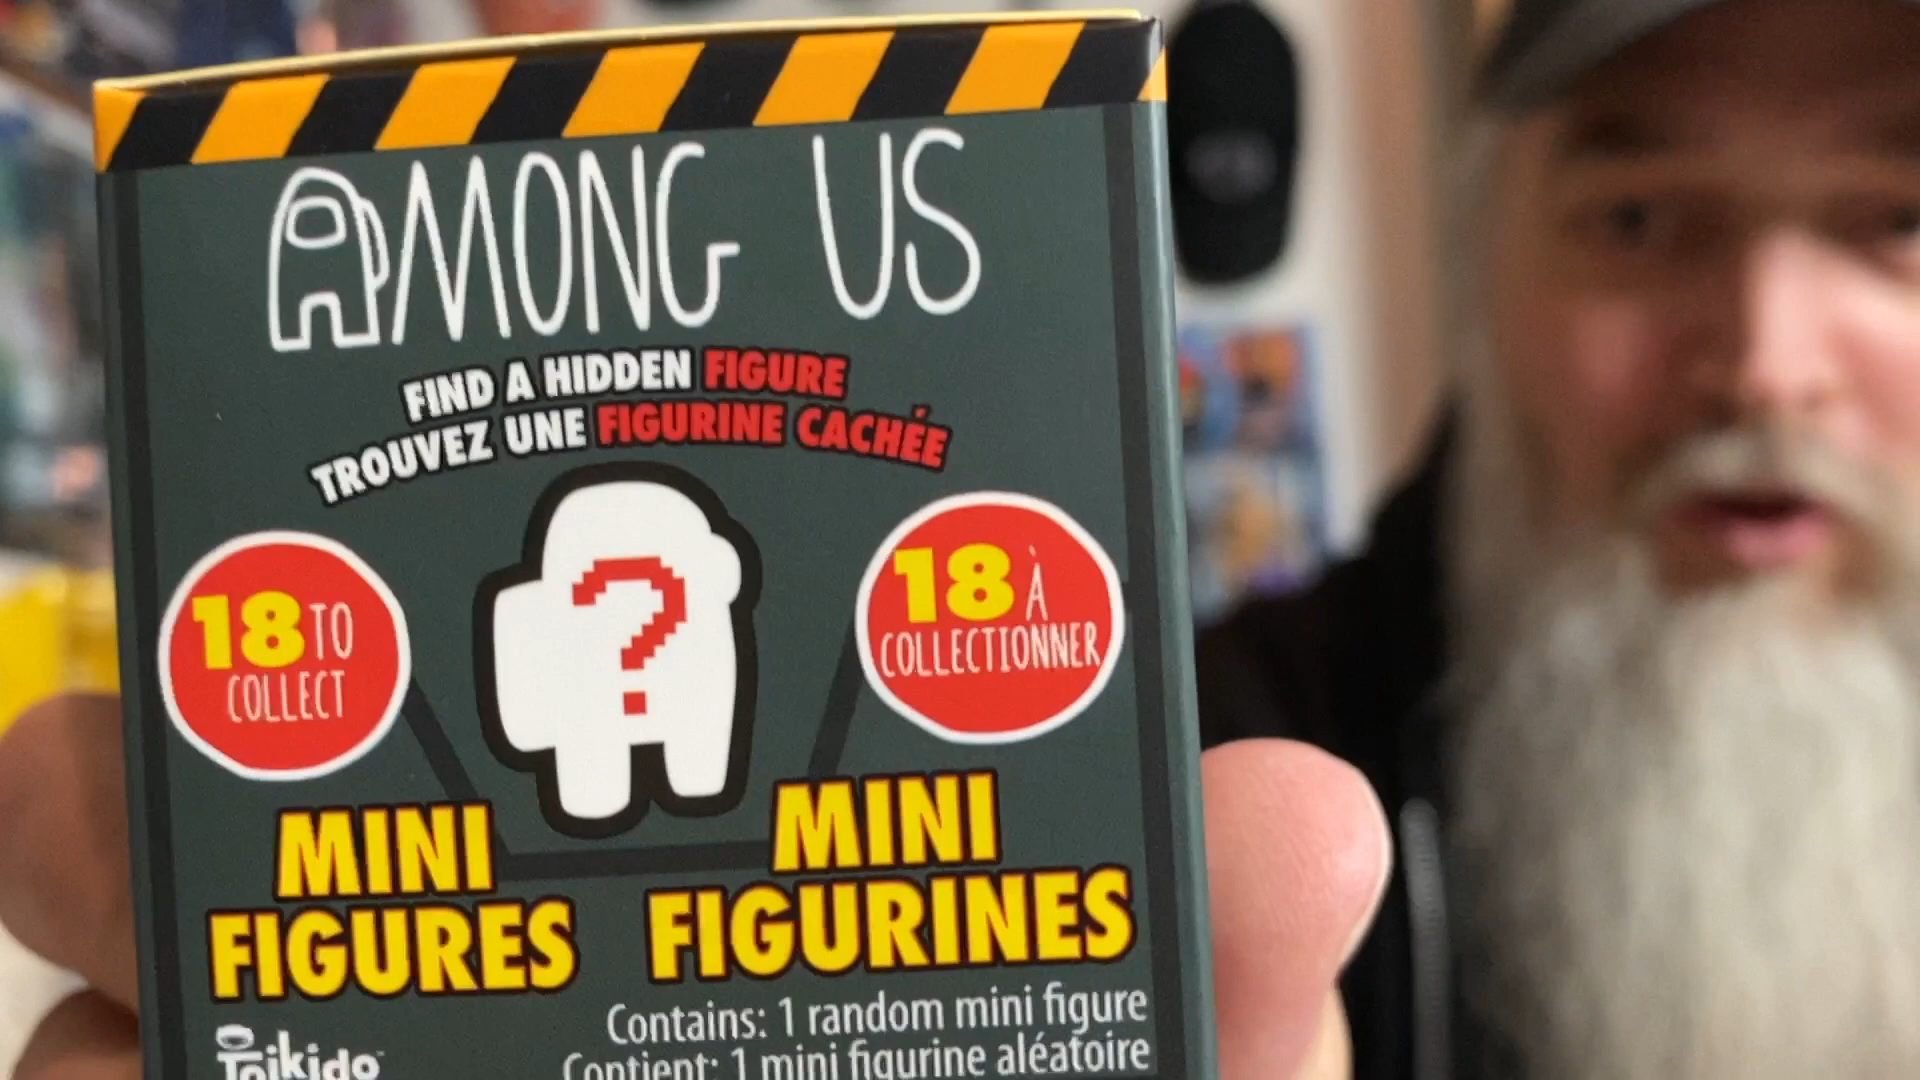 AMONG US
FIND A HIDDEN FIGURE
TROUVEZ UNE FIGURINE CACHÉE
?
18 TO
COLLECT
18 À
COLLECTIONNER
MINI
FIGURES
MINI
FIGURINES
Toikido
Contains: 1 random mini figure
Contient: 1 mini figurine aléatoire